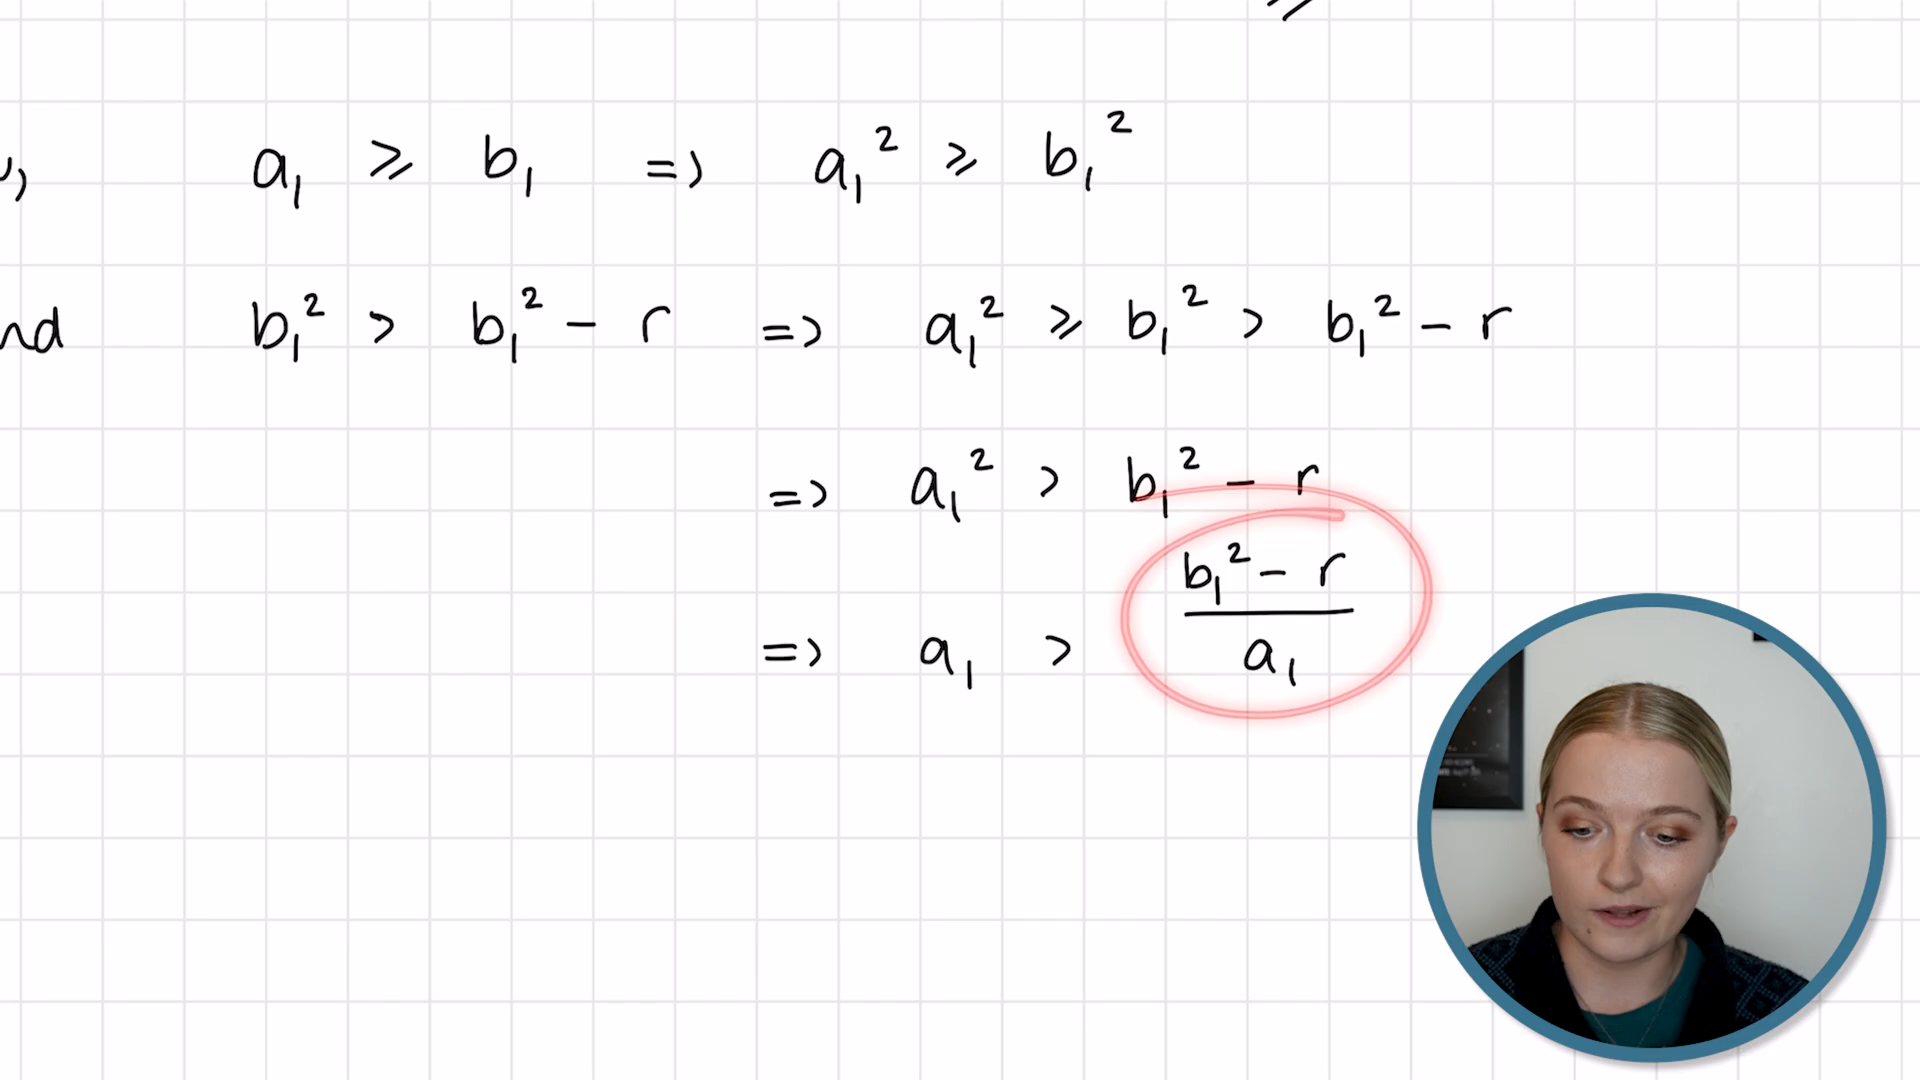 a₁ ⩾ b₁ => a₁² ⩾ b₁²
b₁² > b₁² - r => a₁² ⩾ b₁² > b₁² - r
=> a₁² > b₁² - r
=> a₁ > (b₁² - r) / a₁